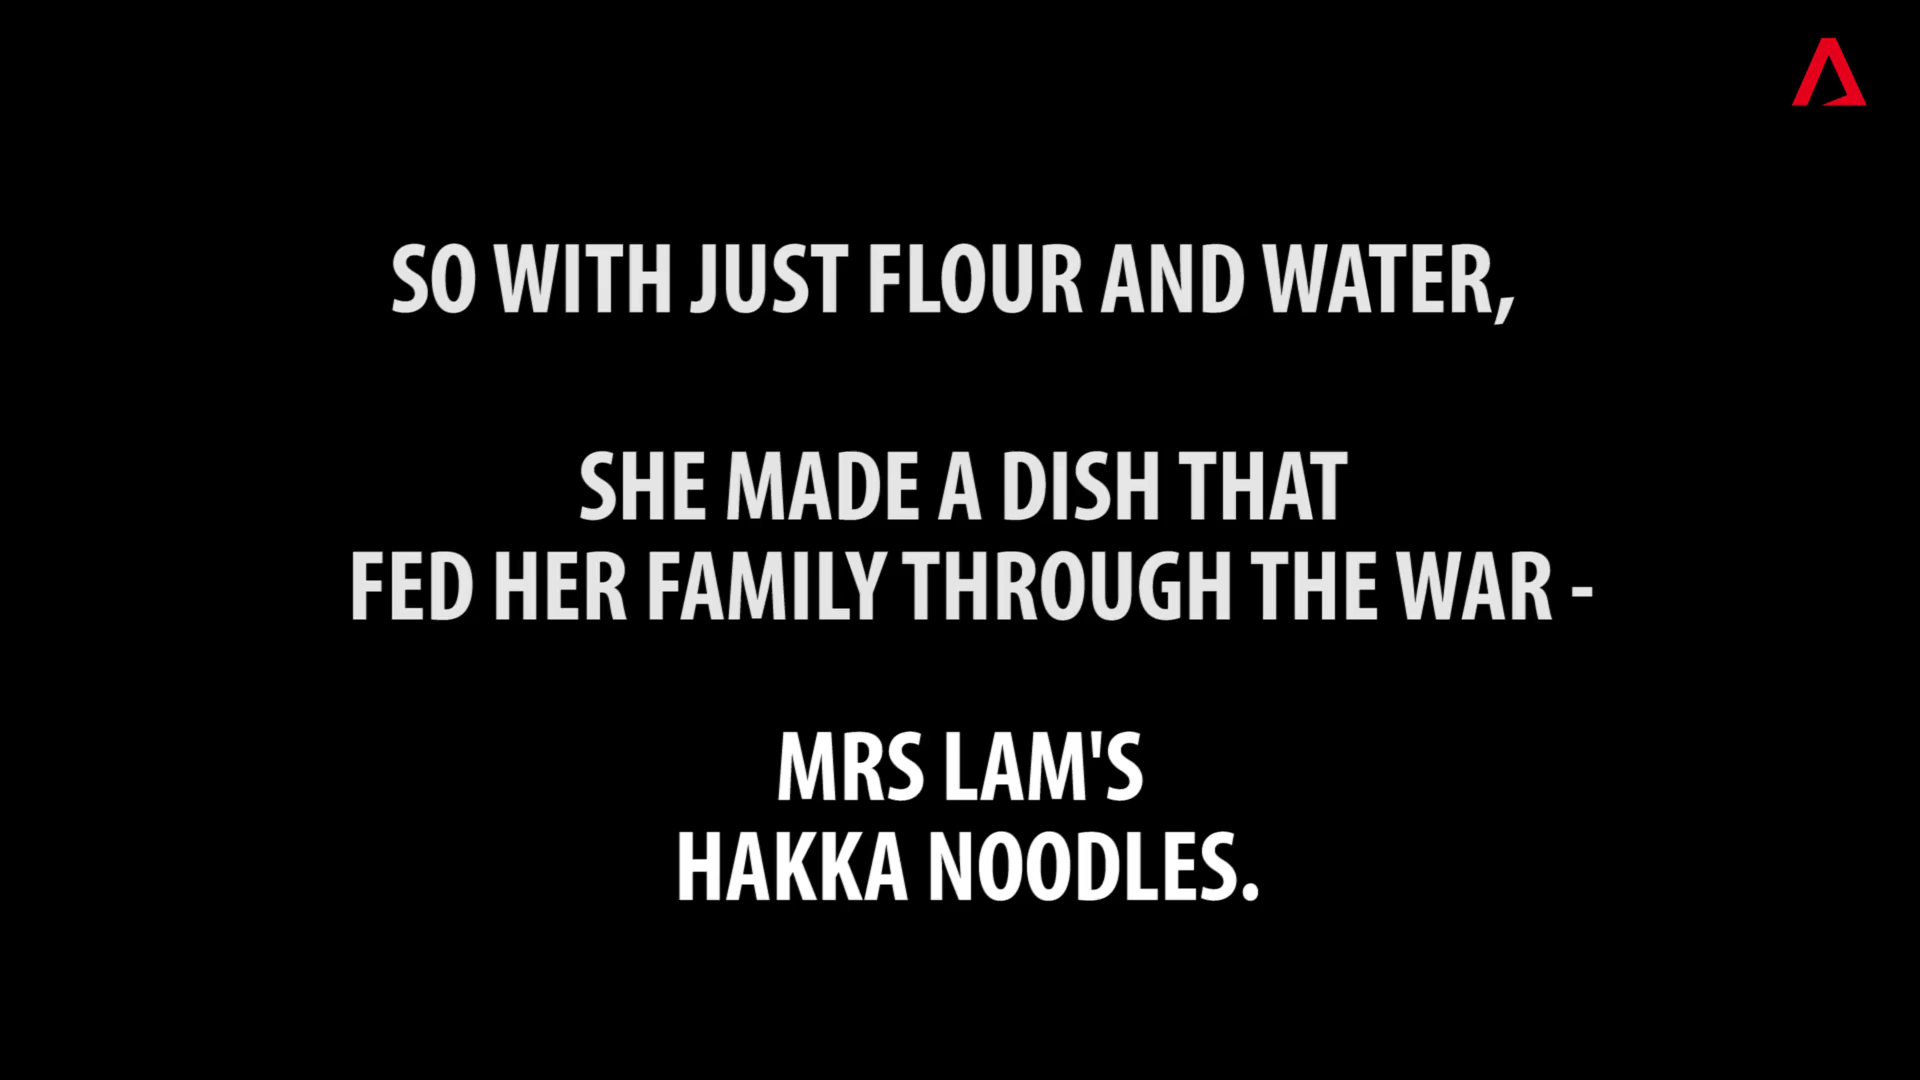 SO WITH JUST FLOUR AND WATER,
SHE MADE A DISH THAT
FED HER FAMILY THROUGH THE WAR -
MRS LAM'S
HAKKA NOODLES.